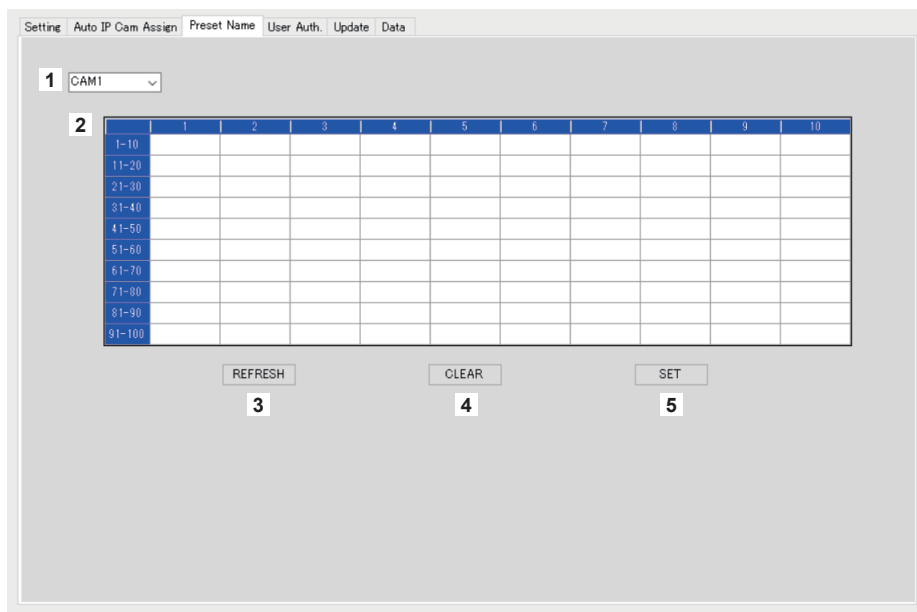 Setting Auto IP Cam Assign Preset Name User Auth. Update Data
1 CAM1
2
1 2 3 4 5 6 7 8 9 10
1-10
11-20
21-30
31-40
41-50
51-60
61-70
71-80
81-90
91-100
REFRESH CLEAR SET
3 4 5